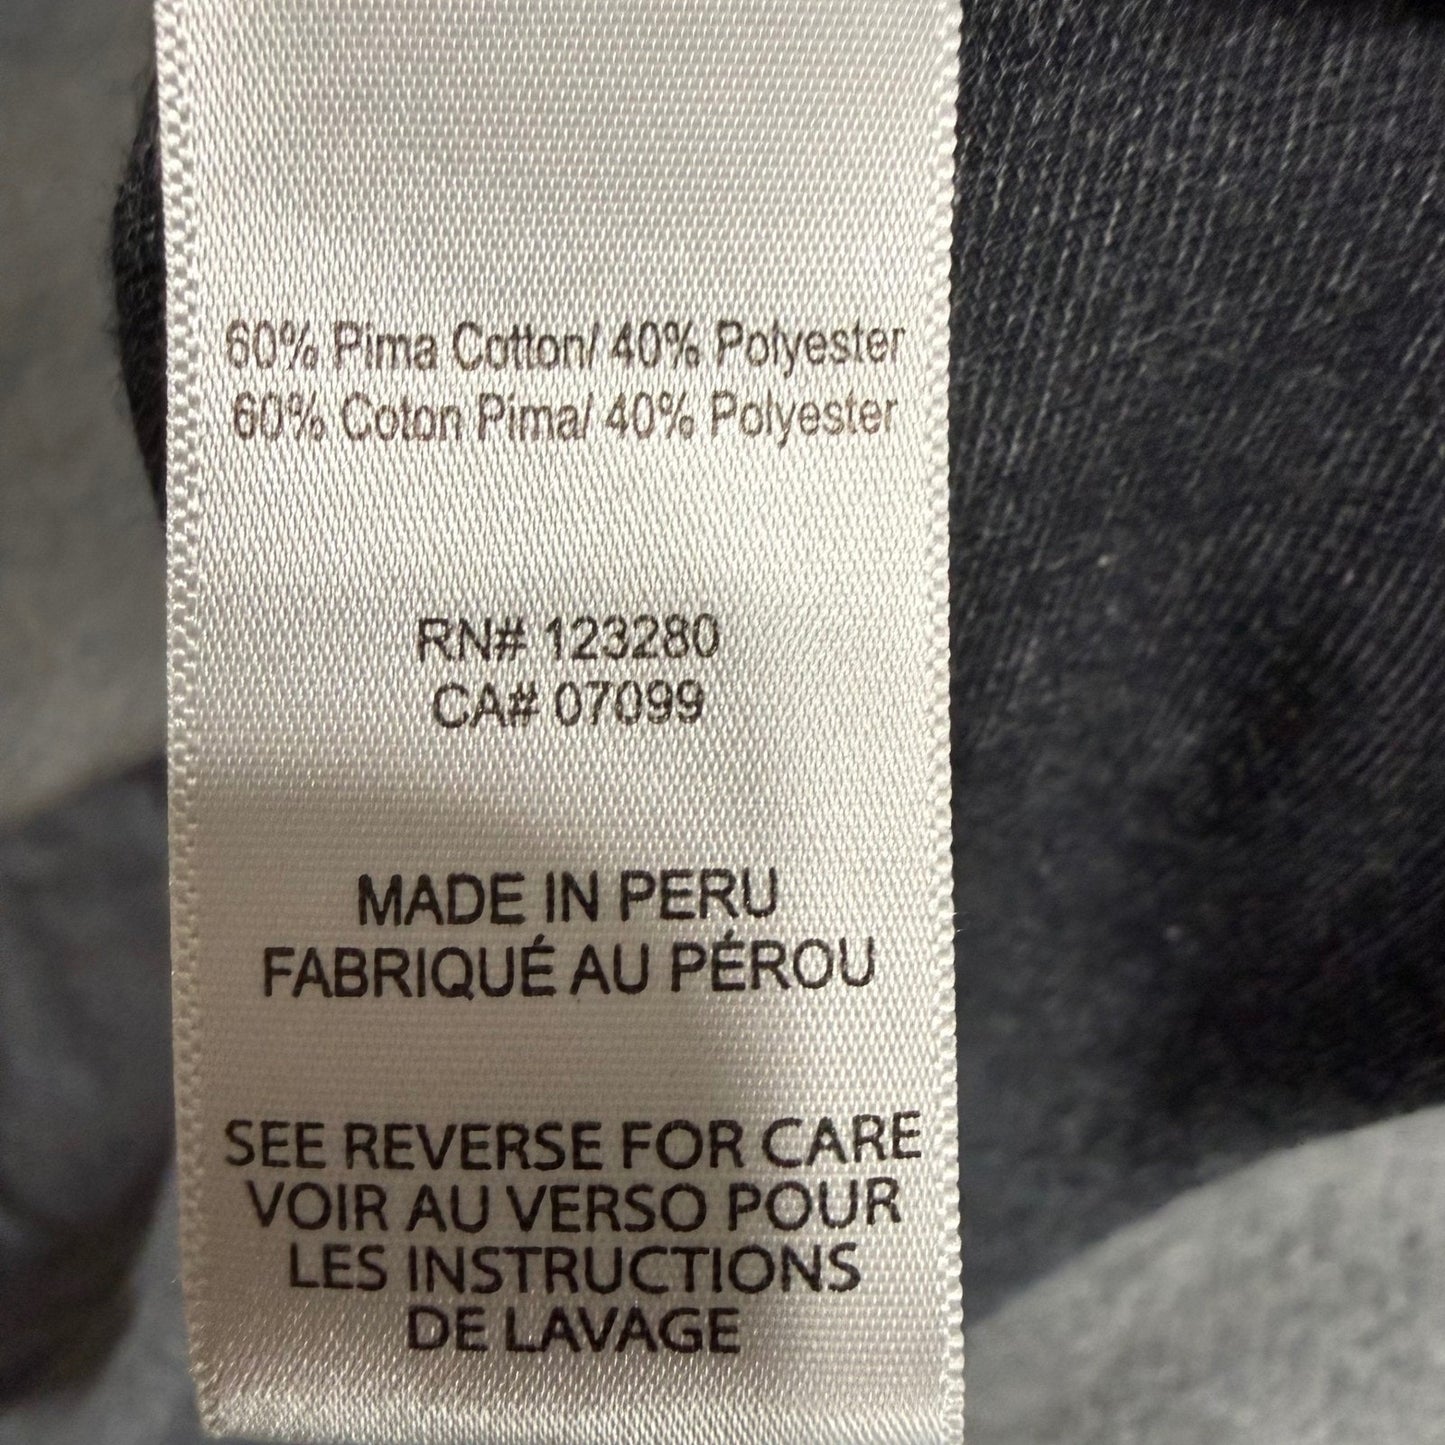 60% Pima Cotton/ 40% Polyester
60% Coton Pima/ 40% Polyester
RN# 123280
CA# 07099
MADE IN PERU
FABRIQUÉ AU PÉROU
SEE REVERSE FOR CARE
VOIR AU VERSO POUR
LES INSTRUCTIONS
DE LAVAGE